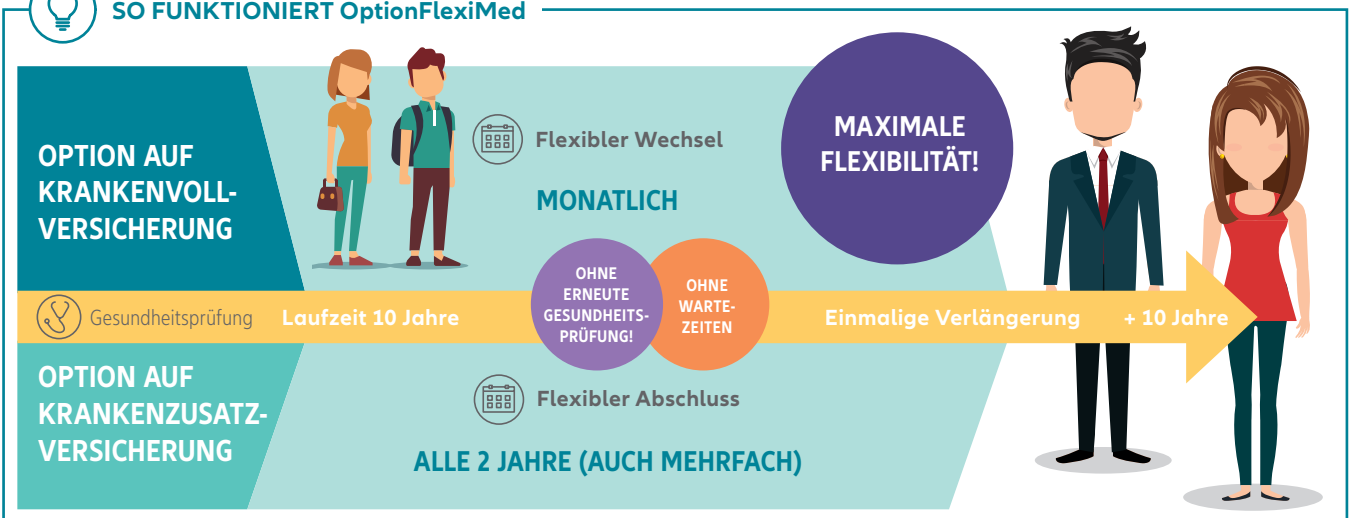 SO FUNKTIONIERT OptionFlexiMed
OPTION AUF
KRANKENVOLL-
VERSICHERUNG
Flexibler Wechsel
MONATLICH
MAXIMALE
FLEXIBILITÄT!
Gesundheitsprüfung
Laufzeit 10 Jahre
OHNE
ERNEUTE
GESUNDHEITS-
PRÜFUNG!
OHNE
WARTE-
ZEITEN
Einmalige Verlängerung
+ 10 Jahre
OPTION AUF
KRANKENZUSATZ-
VERSICHERUNG
Flexibler Abschluss
ALLE 2 JAHRE (AUCH MEHRFACH)